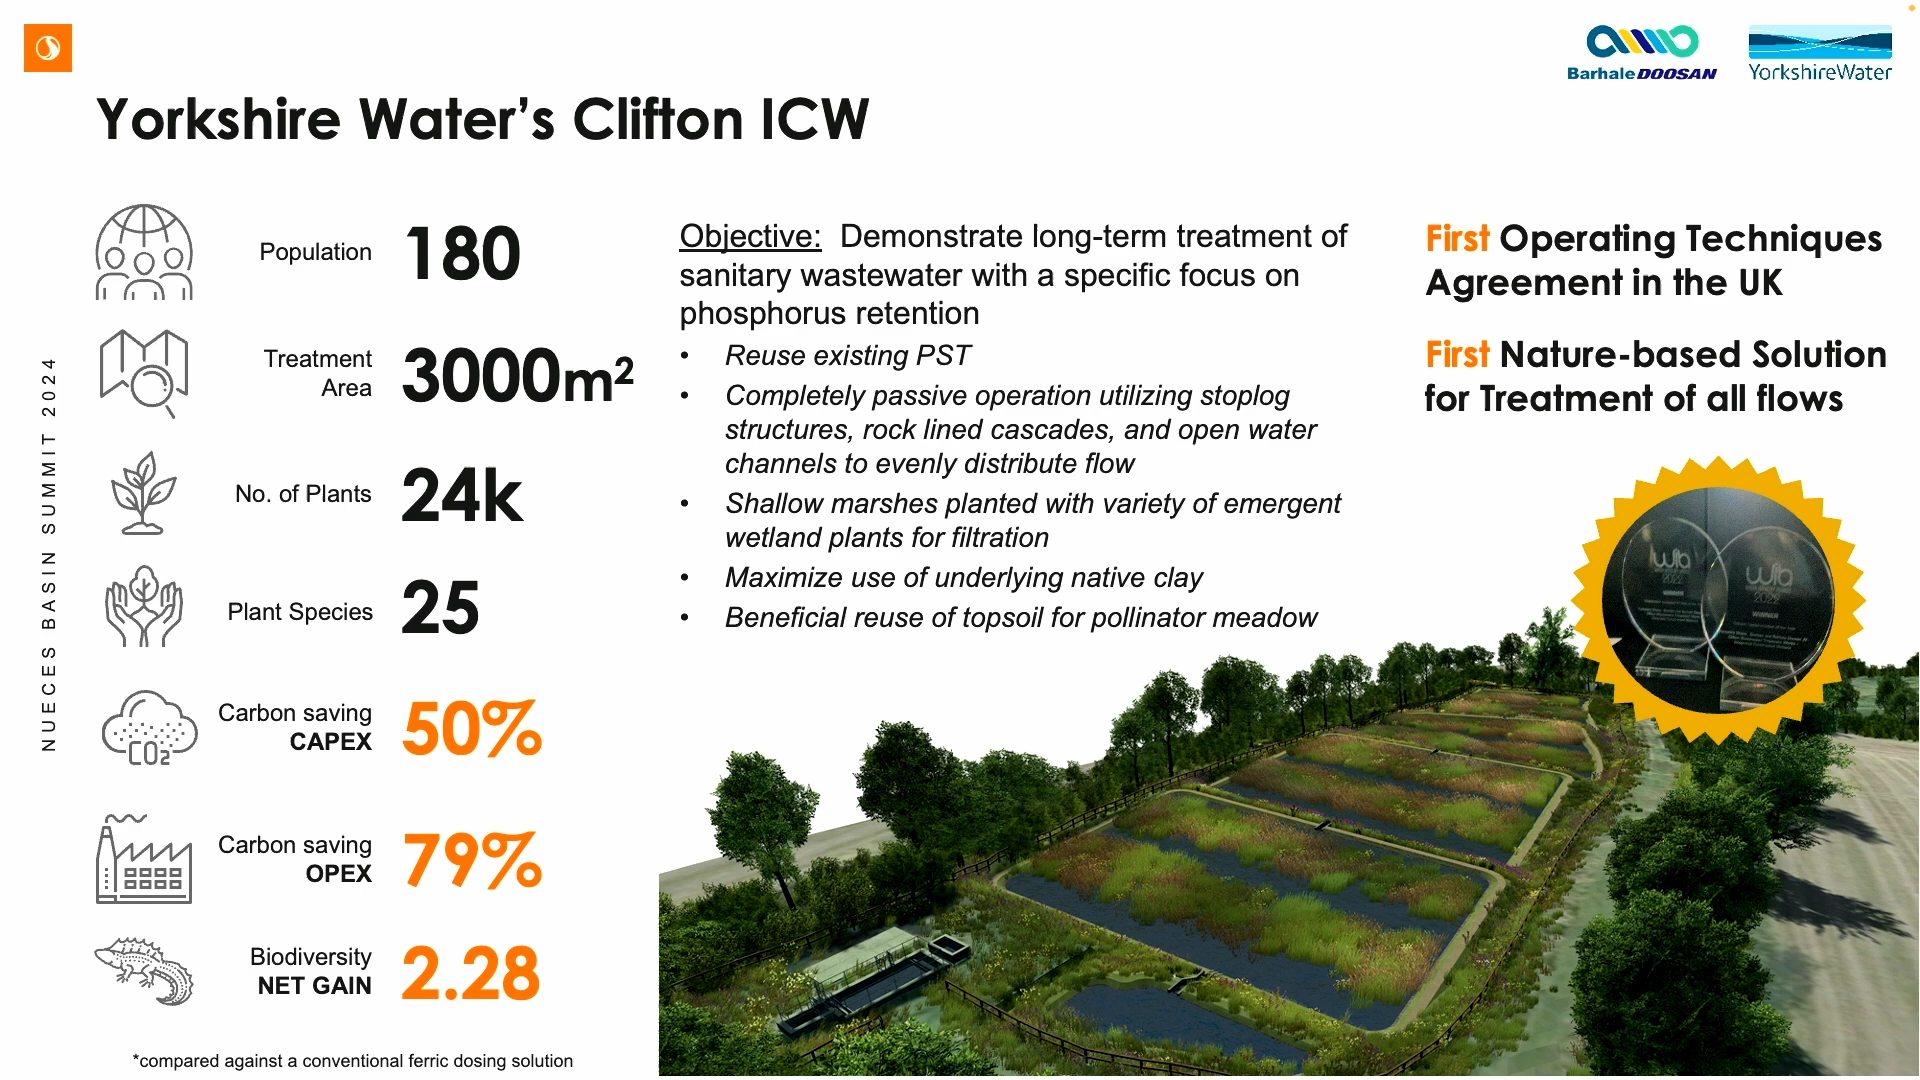 Barhale DOOSAN
YorkshireWater
Yorkshire Water’s Clifton ICW
NUECES BASIN SUMMIT 2024
Population
180
Treatment
Area
3000m²
No. of Plants
24k
Plant Species
25
Carbon saving
CAPEX
50%
CO2
Carbon saving
OPEX
79%
Biodiversity
NET GAIN
2.28
*compared against a conventional ferric dosing solution
Objective: Demonstrate long-term treatment of
sanitary wastewater with a specific focus on
phosphorus retention
• Reuse existing PST
• Completely passive operation utilizing stoplog
structures, rock lined cascades, and open water
channels to evenly distribute flow
• Shallow marshes planted with variety of emergent
wetland plants for filtration
• Maximize use of underlying native clay
• Beneficial reuse of topsoil for pollinator meadow
First Operating Techniques
Agreement in the UK
First Nature-based Solution
for Treatment of all flows
wia
2022
wia
2022
WINNER